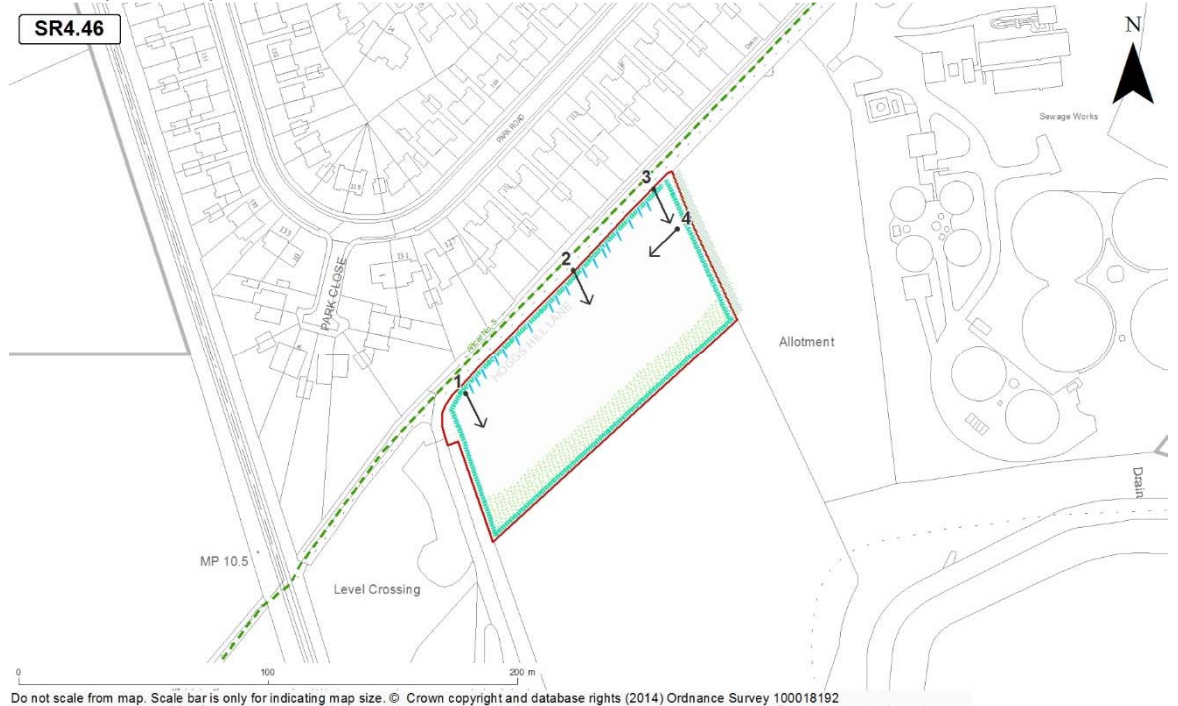 SR4.46
N
Sewage Works
PARK ROAD
PARK CLOSE
3
4
2
HOGGS HILL LANE
1
Allotment
Drain
MP 10.5
Level Crossing
0 100 200 m
Do not scale from map. Scale bar is only for indicating map size. © Crown copyright and database rights (2014) Ordnance Survey 100018192